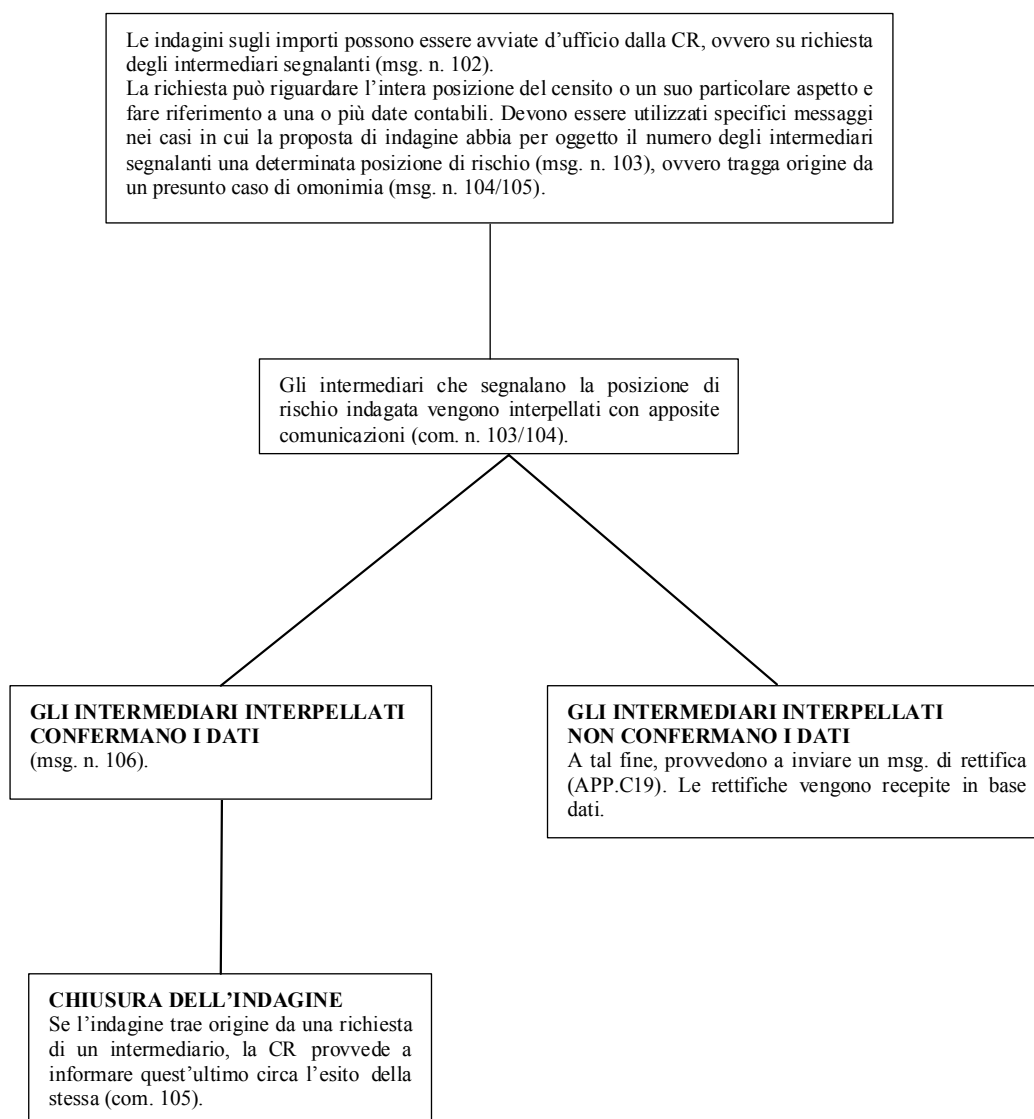 Le indagini sugli importi possono essere avviate d’ufficio dalla CR, ovvero su richiesta
degli intermediari segnalanti (msg. n. 102).
La richiesta può riguardare l’intera posizione del censito o un suo particolare aspetto e
fare riferimento a una o più date contabili. Devono essere utilizzati specifici messaggi
nei casi in cui la proposta di indagine abbia per oggetto il numero degli intermediari
segnalanti una determinata posizione di rischio (msg. n. 103), ovvero tragga origine da
un presunto caso di omonimia (msg. n. 104/105).
Gli intermediari che segnalano la posizione di
rischio indagata vengono interpellati con apposite
comunicazioni (com. n. 103/104).
GLI INTERMEDIARI INTERPELLATI
CONFERMANO I DATI
(msg. n. 106).
GLI INTERMEDIARI INTERPELLATI
NON CONFERMANO I DATI
A tal fine, provvedono a inviare un msg. di rettifica
(APP.C19). Le rettifiche vengono recepite in base
dati.
CHIUSURA DELL’INDAGINE
Se l’indagine trae origine da una richiesta
di un intermediario, la CR provvede a
informare quest’ultimo circa l’esito della
stessa (com. 105).